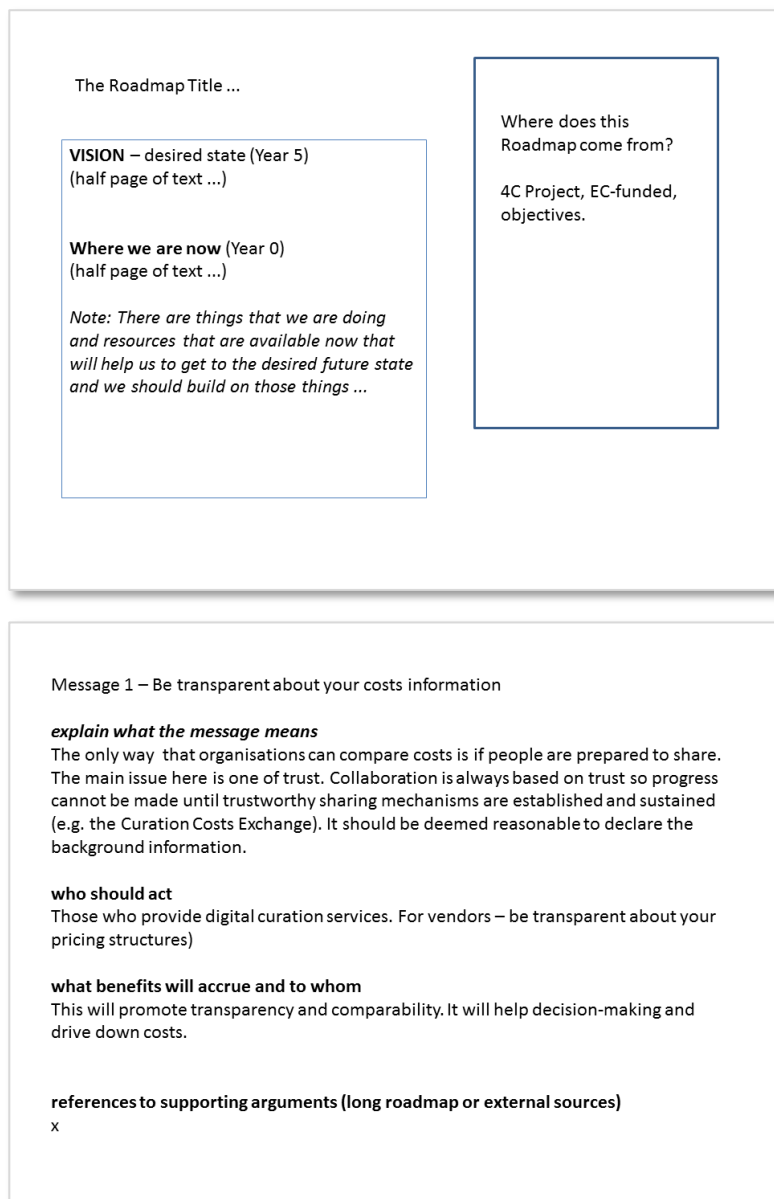 The Roadmap Title ...
VISION – desired state (Year 5)
(half page of text ...)
Where we are now (Year 0)
(half page of text ...)
Note: There are things that we are doing
and resources that are available now that
will help us to get to the desired future state
and we should build on those things ...
Where does this
Roadmap come from?
4C Project, EC-funded,
objectives.
Message 1 – Be transparent about your costs information
explain what the message means
The only way that organisations can compare costs is if people are prepared to share.
The main issue here is one of trust. Collaboration is always based on trust so progress
cannot be made until trustworthy sharing mechanisms are established and sustained
(e.g. the Curation Costs Exchange). It should be deemed reasonable to declare the
background information.
who should act
Those who provide digital curation services. For vendors – be transparent about your
pricing structures)
what benefits will accrue and to whom
This will promote transparency and comparability. It will help decision-making and
drive down costs.
references to supporting arguments (long roadmap or external sources)
x